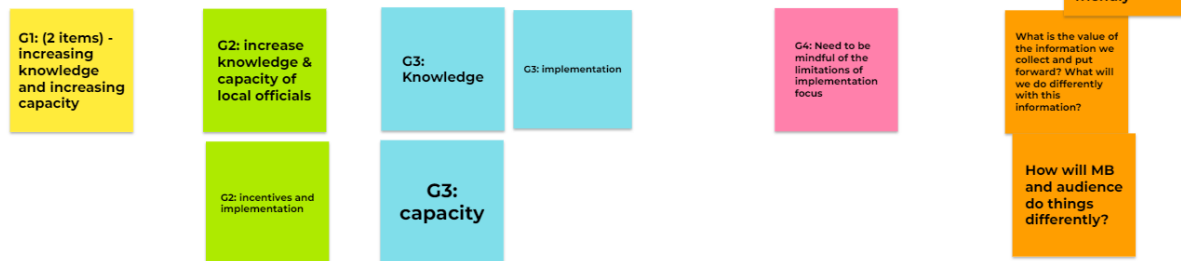 G1: (2 items) -
increasing
knowledge
and increasing
capacity
G2: increase
knowledge &
capacity of
local officials
G3:
Knowledge
G3: implementation
G4: Need to be
mindful of the
limitations of
implementation
focus
What is the value of
the information we
collect and put
forward? What will
we do differently
with this
information?
G2: incentives and
implementation
G3:
capacity
How will MB
and audience
do things
differently?